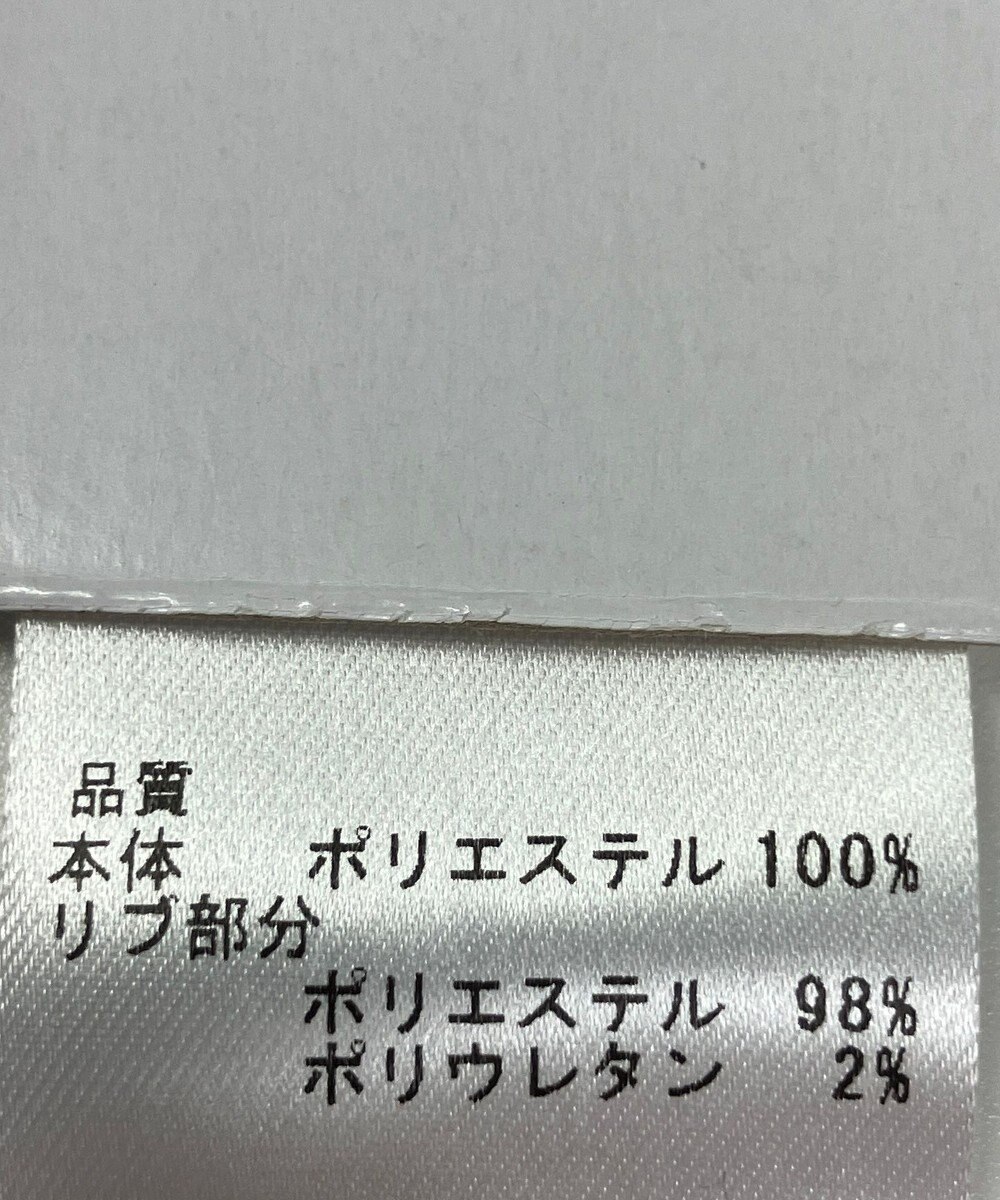 品質
本体 ポリエステル 100%
リブ部分
ポリエステル 98%
ポリウレタン 2%